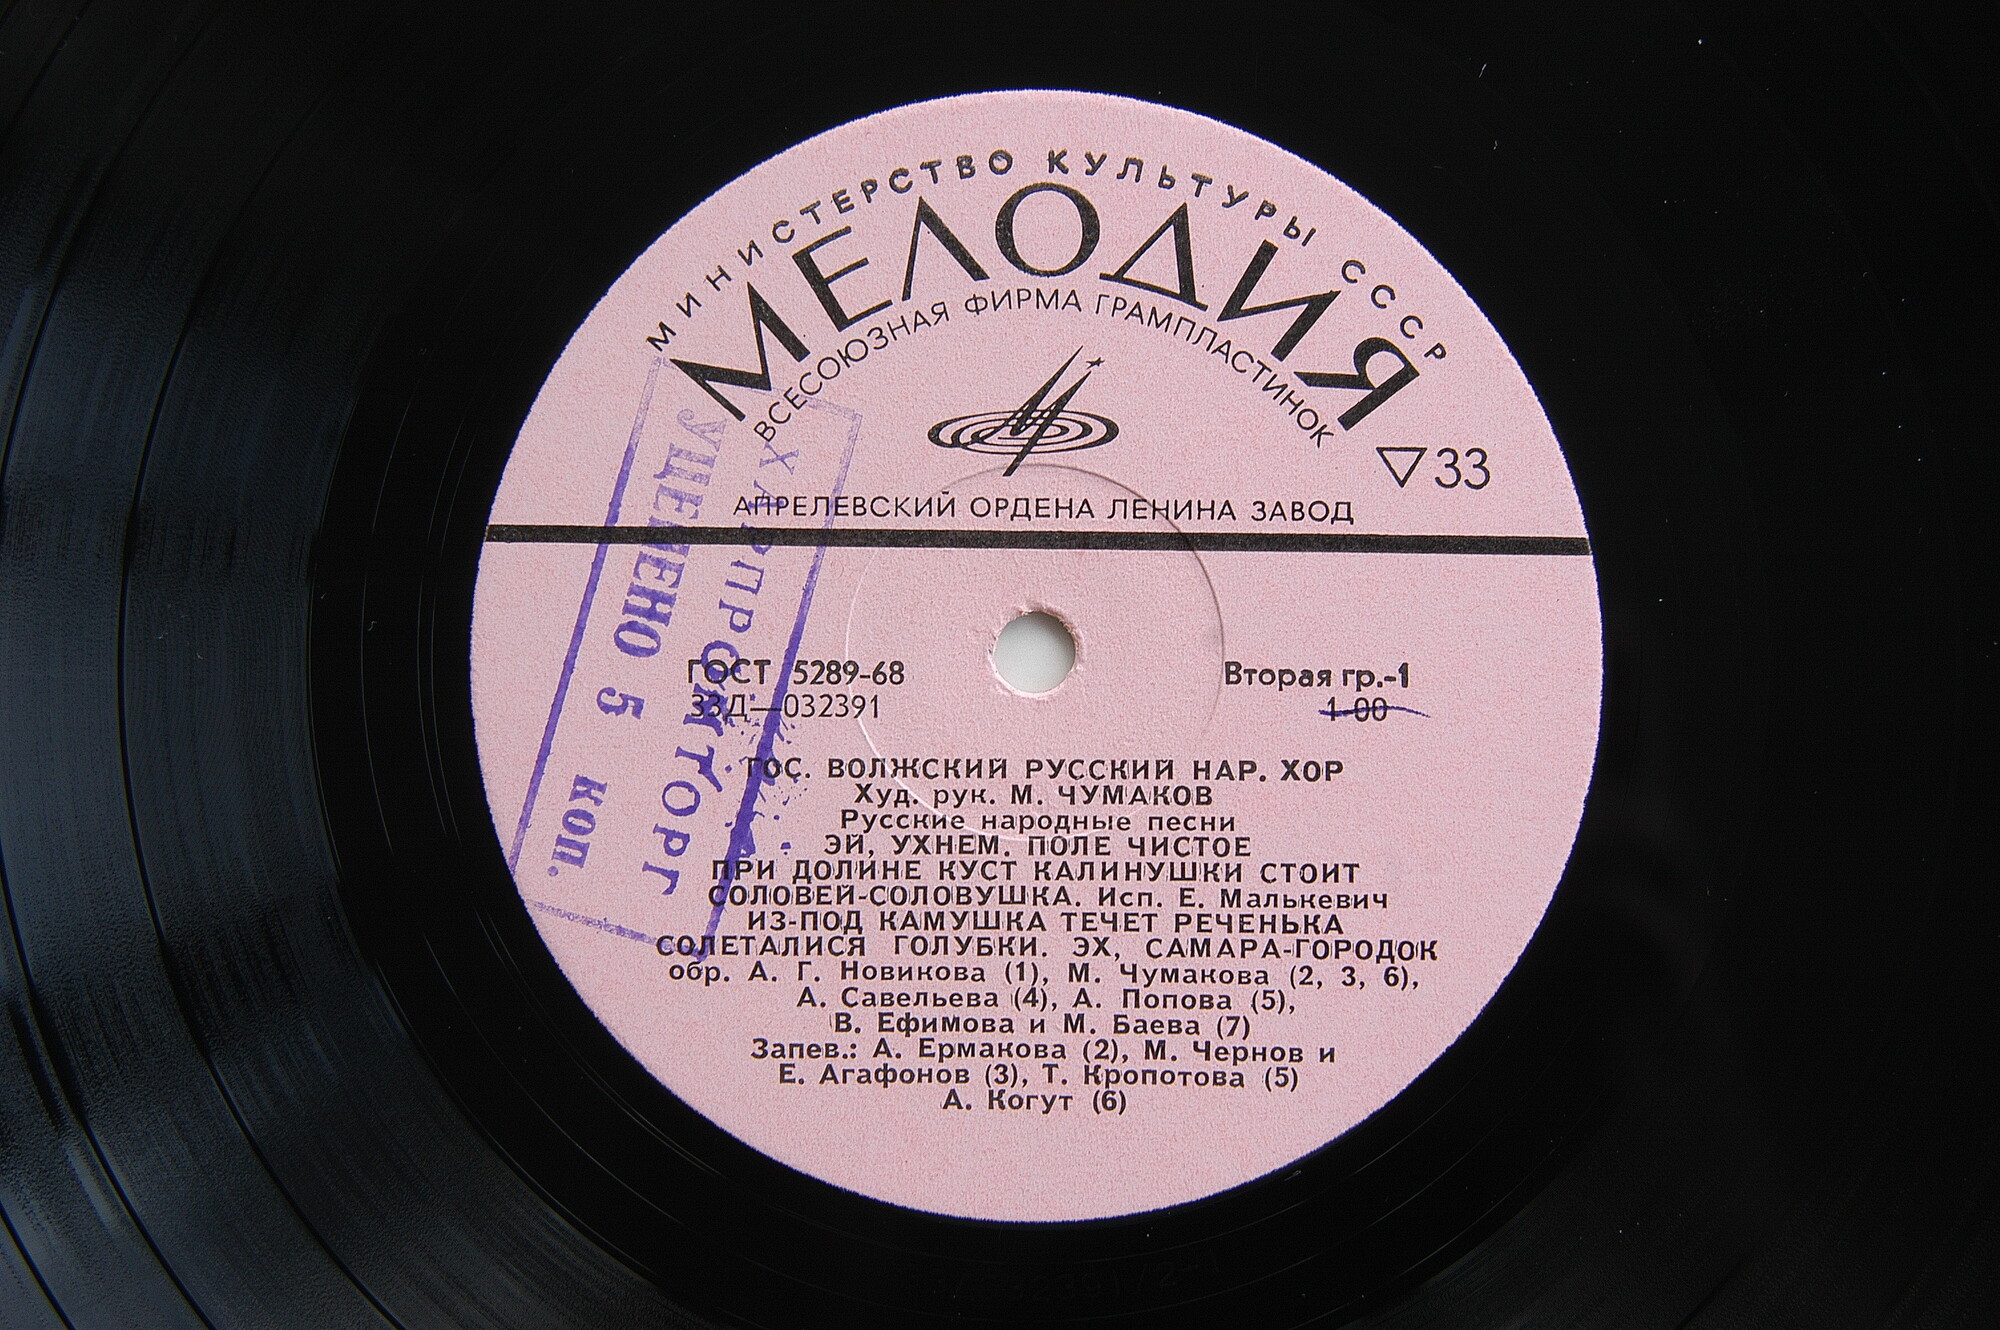 МИНИСТЕРСТВО КУЛЬТУРЫ СССР
МЕЛОДИЯ
ВСЕСОЮЗНАЯ ФИРМА ГРАМПЛАСТИНОК
▽33
АПРЕЛЕВСКИЙ ОРДЕНА ЛЕНИНА ЗАВОД
ГОСТ 5289-68
33Д—032391
Вторая гр.-1
1-00
ГОС. ВОЛЖСКИЙ РУССКИЙ НАР. ХОР
Худ. рук. М. ЧУМАКОВ
Русские народные песни
ЭЙ, УХНЕМ. ПОЛЕ ЧИСТОЕ
ПРИ ДОЛИНЕ КУСТ КАЛИНУШКИ СТОИТ
СОЛОВЕЙ-СОЛОВУШКА. Исп. Е. Малькевич
ИЗ-ПОД КАМУШКА ТЕЧЕТ РЕЧЕНЬКА
СОЛЕТАЛИСЯ ГОЛУБКИ. ЭХ, САМАРА-ГОРОДОК
обр. А. Г. Новикова (1), М. Чумакова (2, 3, 6),
А. Савельева (4), А. Попова (5),
В. Ефимова и М. Баева (7)
Запев.: А. Ермакова (2), М. Чернов и
Е. Агафонов (3), Т. Кропотова (5)
А. Когут (6)
ХАРПРОМТОРГ
УЦЕНЕНО 5 коп.